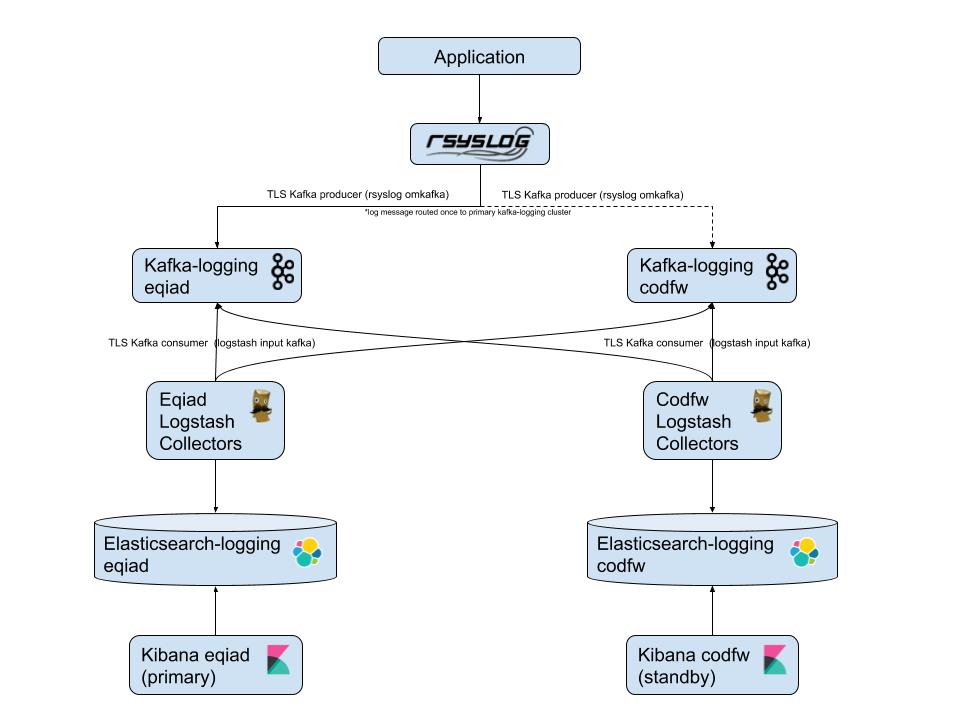 Application
rsyslog
TLS Kafka producer (rsyslog omkafka)
TLS Kafka producer (rsyslog omkafka)
*log message routed once to primary kafka-logging cluster
Kafka-logging
eqiad
Kafka-logging
codfw
TLS Kafka consumer (logstash input kafka)
TLS Kafka consumer (logstash input kafka)
Eqiad
Logstash
Collectors
Codfw
Logstash
Collectors
Elasticsearch-logging
eqiad
Elasticsearch-logging
codfw
Kibana eqiad
(primary)
Kibana codfw
(standby)